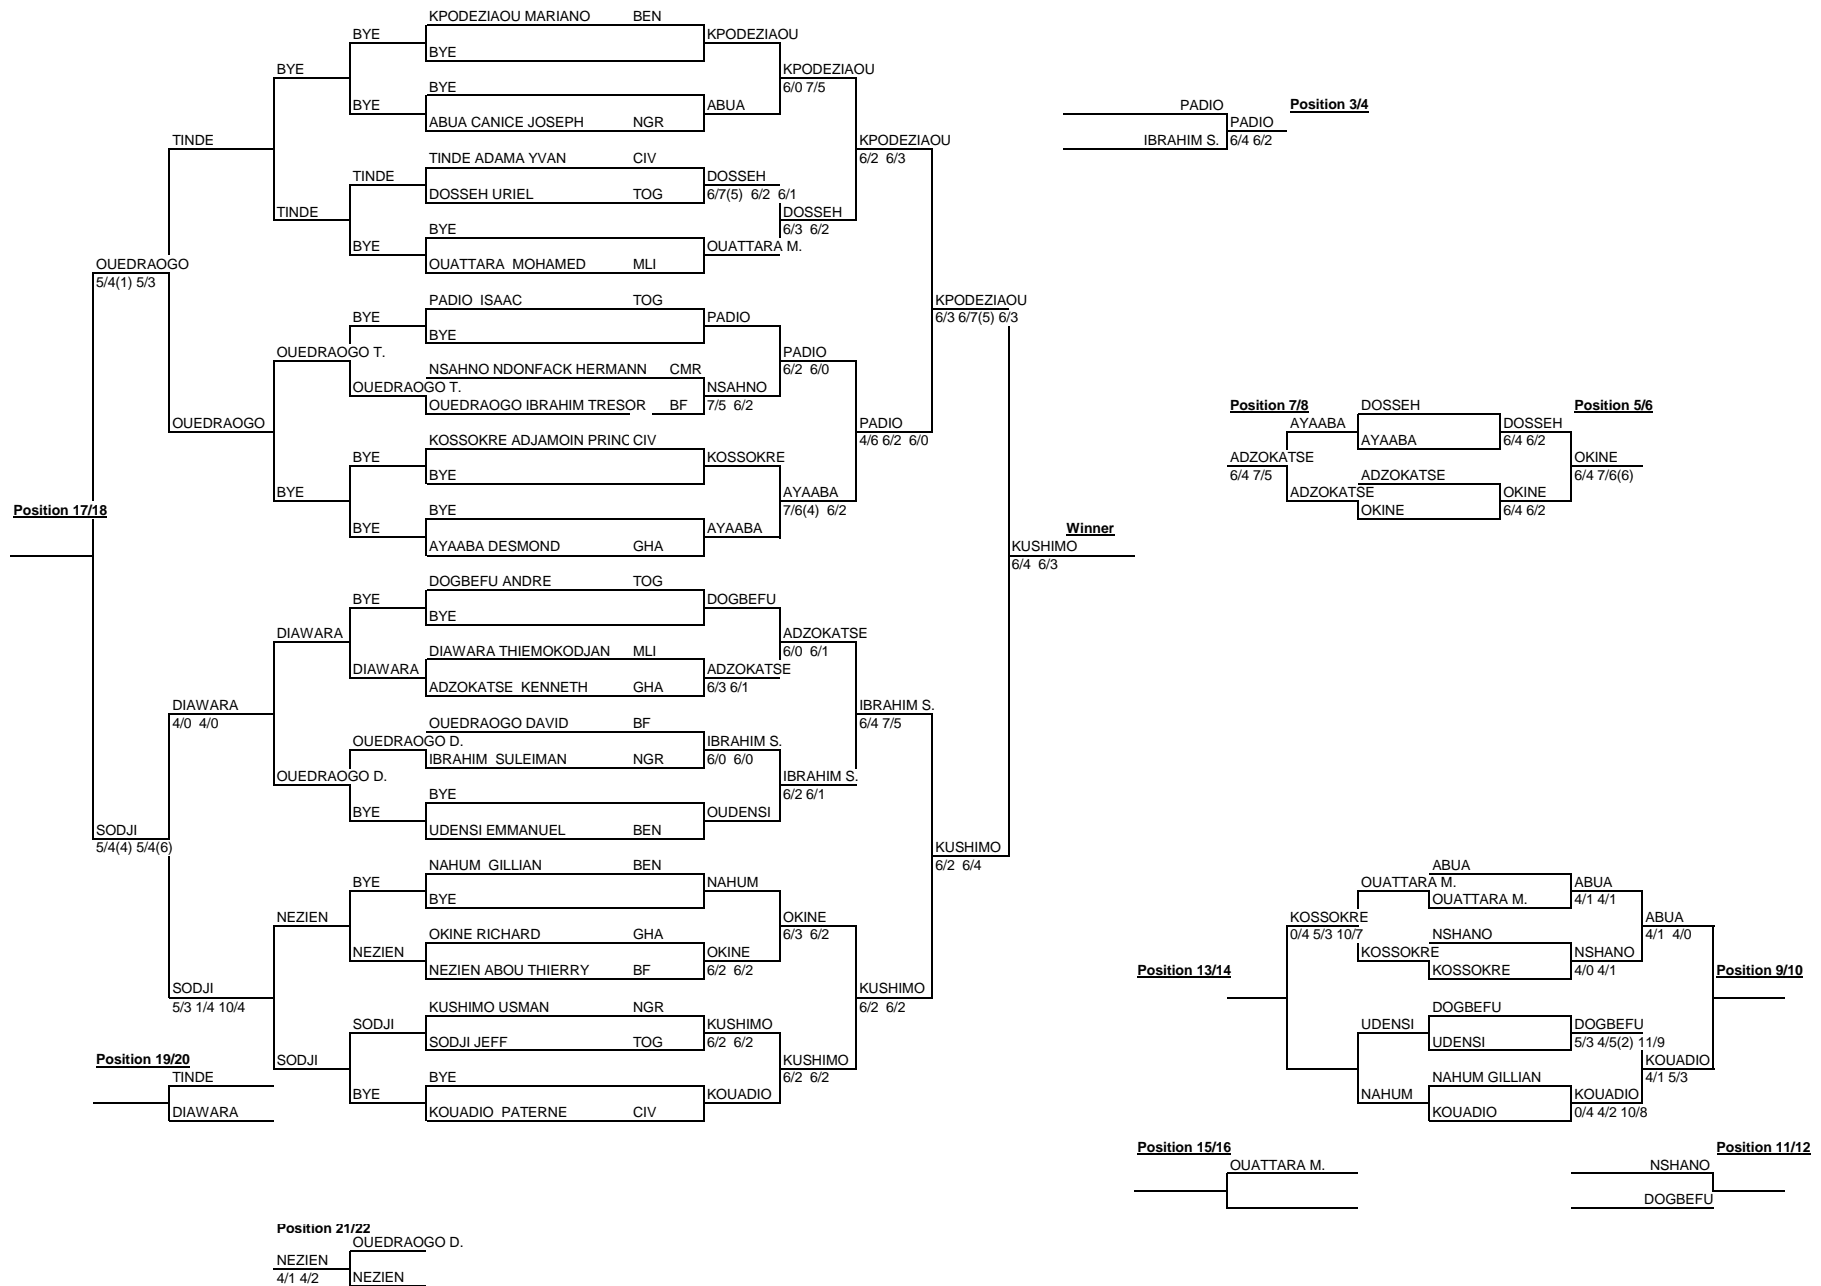 KPODEZIAOU MARIANO BEN
BYE KPODEZIAOU
BYE
BYE KPODEZIAOU
6/0 7/5
BYE
BYE ABUA
ABUA CANICE JOSEPH NGR
PADIO Position 3/4
PADIO
IBRAHIM S. 6/4 6/2
TINDE KPODEZIAOU
6/2 6/3
TINDE ADAMA YVAN CIV
TINDE DOSSEH
DOSSEH URIEL TOG 6/7(5) 6/2 6/1
TINDE DOSSEH
6/3 6/2
BYE
BYE OUATTARA M.
OUATTARA MOHAMED MLI
OUEDRAOGO
5/4(1) 5/3
PADIO ISAAC TOG
KPODEZIAOU
6/3 6/7(5) 6/3
BYE PADIO
BYE
OUEDRAOGO T. PADIO
6/2 6/0
NSAHNO NDONFACK HERMANN CMR
OUEDRAOGO T. NSAHNO
OUEDRAOGO IBRAHIM TRESOR BF 7/5 6/2
Position 7/8 DOSSEH Position 5/6
AYAABA DOSSEH
AYAABA 6/4 6/2
ADZOKATSE OKINE
6/4 7/5 6/4 7/6(6)
ADZOKATSE
ADZOKATSE OKINE
OKINE 6/4 6/2
OUEDRAOGO PADIO
4/6 6/2 6/0
KOSSOKRE ADJAMOIN PRINC CIV
BYE KOSSOKRE
BYE
BYE AYAABA
7/6(4) 6/2
Position 17/18
BYE
BYE AYAABA
AYAABA DESMOND GHA
Winner
KUSHIMO
6/4 6/3
DOGBEFU ANDRE TOG
BYE DOGBEFU
BYE
DIAWARA ADZOKATSE
6/0 6/1
DIAWARA THIEMOKODJAN MLI
DIAWARA ADZOKATSE
ADZOKATSE KENNETH GHA 6/3 6/1
DIAWARA IBRAHIM S.
4/0 4/0 6/4 7/5
OUEDRAOGO DAVID BF
OUEDRAOGO D. IBRAHIM S.
IBRAHIM SULEIMAN NGR 6/0 6/0
OUEDRAOGO D. IBRAHIM S.
6/2 6/1
BYE
BYE OUDENSI
UDENSI EMMANUEL BEN
SODJI KUSHIMO
5/4(4) 5/4(6) 6/2 6/4
NAHUM GILLIAN BEN
BYE NAHUM
BYE
NEZIEN OKINE
6/3 6/2
OKINE RICHARD GHA
NEZIEN OKINE
NEZIEN ABOU THIERRY BF 6/2 6/2
SODJI KUSHIMO
5/3 1/4 10/4 6/2 6/2
KUSHIMO USMAN NGR
SODJI KUSHIMO
SODJI JEFF TOG 6/2 6/2
SODJI KUSHIMO
6/2 6/2
BYE
BYE KOUADIO
KOUADIO PATERNE CIV
Position 19/20
TINDE
DIAWARA
ABUA
OUATTARA M. ABUA
OUATTARA M. 4/1 4/1
KOSSOKRE ABUA
0/4 5/3 10/7 4/1 4/0
NSHANO
KOSSOKRE NSHANO
KOSSOKRE 4/0 4/1
Position 13/14 Position 9/10
DOGBEFU
UDENSI DOGBEFU
UDENSI 5/3 4/5(2) 11/9
KOUADIO
4/1 5/3
NAHUM GILLIAN
NAHUM KOUADIO
KOUADIO 0/4 4/2 10/8
Position 15/16 Position 11/12
OUATTARA M. NSHANO
DOGBEFU
Position 21/22
OUEDRAOGO D.
NEZIEN
4/1 4/2 NEZIEN